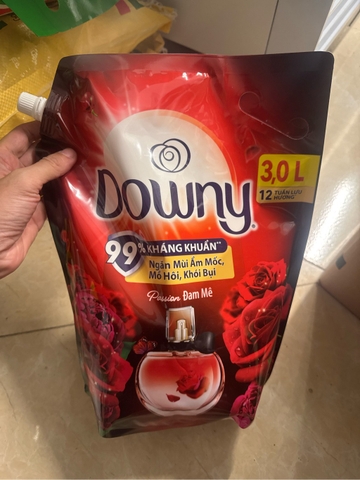 Downy
3,0 L
12 TUẦN LƯU
HƯƠNG
99% KHÁNG KHUẨN**
Ngăn Mùi Ẩm Mốc,
Mồ Hôi, Khói Bụi
Passion Đam Mê